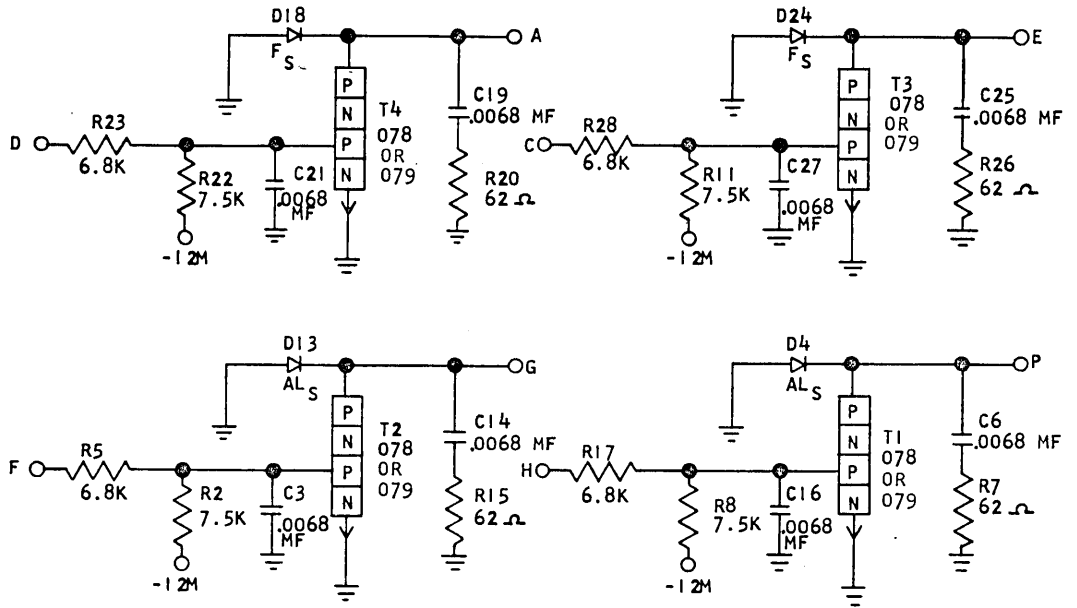 D18
F S
A
P
N
P
N
T4
078
OR
079
C19
.0068 MF
D
R23
6.8K
R22
7.5K
C21
.0068
MF
R20
62 Ω
-12M
D24
F S
E
P
N
P
N
T3
078
OR
079
C25
.0068 MF
C
R28
6.8K
R11
7.5K
C27
.0068
MF
R26
62 Ω
-12M
D13
AL S
G
P
N
P
N
T2
078
OR
079
C14
.0068 MF
F
R5
6.8K
R2
7.5K
C3
.0068
MF
R15
62 Ω
-12M
D4
AL S
P
P
N
P
N
T1
078
OR
079
C6
.0068 MF
H
R17
6.8K
R8
7.5K
C16
.0068
MF
R7
62 Ω
-12M